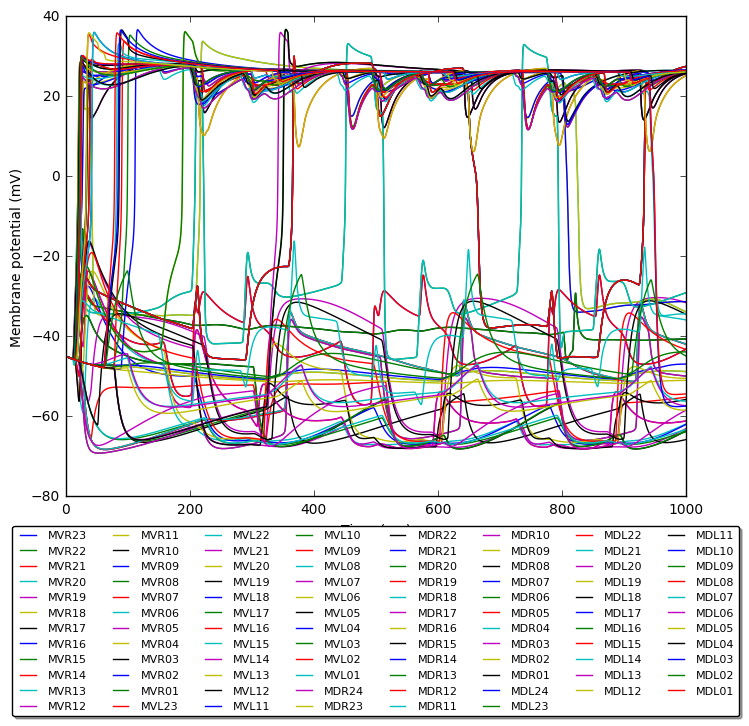 40
20
0
−20
−40
−60
−80
Membrane potential (mV)
0 200 400 600 800 1000
MVR23 MVR11 MVL22 MVL10 MDR22 MDR10 MDL22 MDL11
MVR22 MVR10 MVL21 MVL09 MDR21 MDR09 MDL21 MDL10
MVR21 MVR09 MVL20 MVL08 MDR20 MDR08 MDL20 MDL09
MVR20 MVR08 MVL19 MVL07 MDR19 MDR07 MDL19 MDL08
MVR19 MVR07 MVL18 MVL06 MDR18 MDR06 MDL18 MDL07
MVR18 MVR06 MVL17 MVL05 MDR17 MDR05 MDL17 MDL06
MVR17 MVR05 MVL16 MVL04 MDR16 MDR04 MDL16 MDL05
MVR16 MVR04 MVL15 MVL03 MDR15 MDR03 MDL15 MDL04
MVR15 MVR03 MVL14 MVL02 MDR14 MDR02 MDL14 MDL03
MVR14 MVR02 MVL13 MVL01 MDR13 MDR01 MDL13 MDL02
MVR13 MVR01 MVL12 MDR24 MDR12 MDL24 MDL12 MDL01
MVR12 MVL23 MVL11 MDR23 MDR11 MDL23